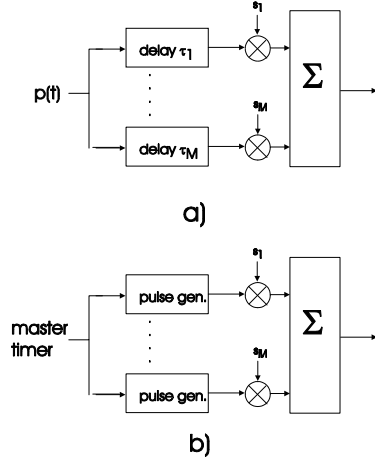 s1
delay τ1
Σ
p(t)
sM
delay τM
a)
s1
pulse gen.
Σ
master
timer
sM
pulse gen.
b)